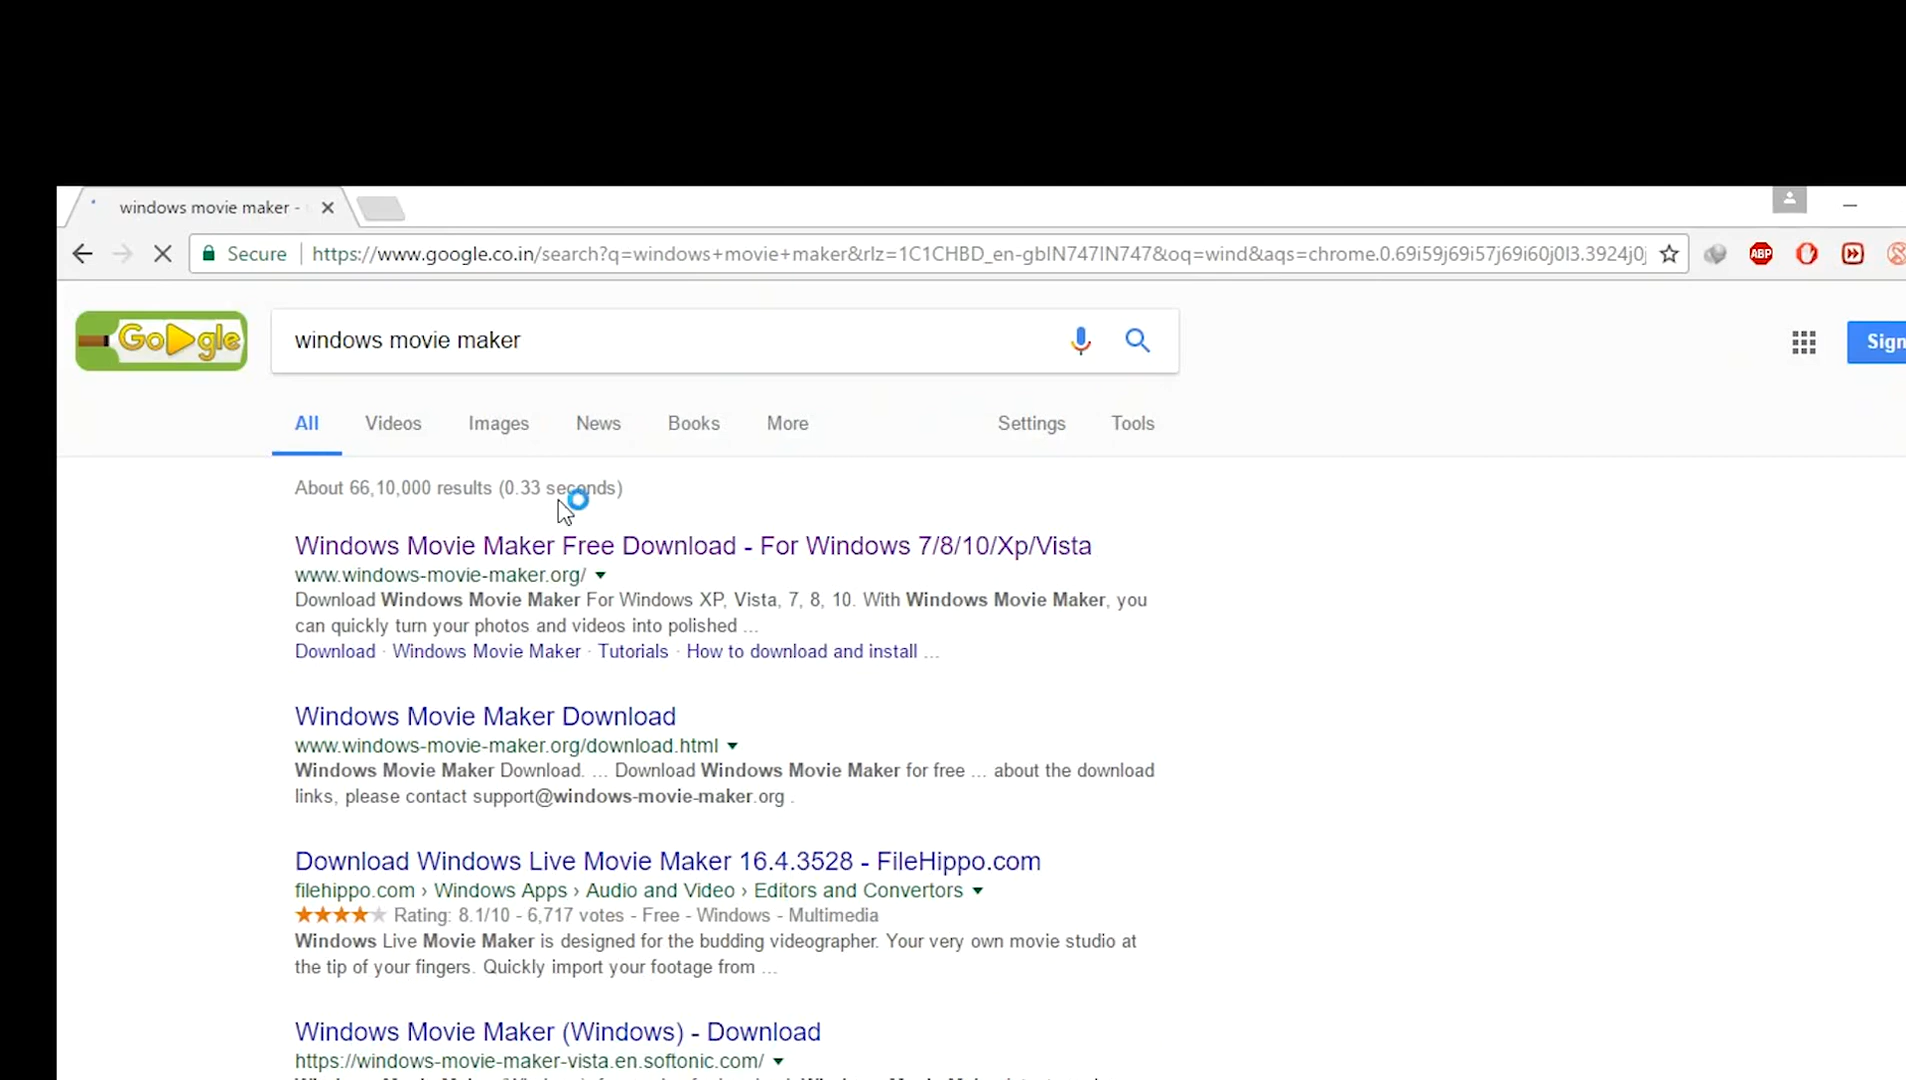 windows movie maker -
Secure
https://www.google.co.in/search?q=windows+movie+maker&rlz=1C1CHBD_en-gbIN747IN747&oq=wind&aqs=chrome.0.69i59j69i57j69i60j0l3.3924j0j
ABP
Google
windows movie maker
Sign
All Videos Images News Books More Settings Tools
About 66,10,000 results (0.33 seconds)
Windows Movie Maker Free Download - For Windows 7/8/10/Xp/Vista
www.windows-movie-maker.org/
Download Windows Movie Maker For Windows XP, Vista, 7, 8, 10. With Windows Movie Maker, you
can quickly turn your photos and videos into polished ...
Download · Windows Movie Maker · Tutorials · How to download and install ...
Windows Movie Maker Download
www.windows-movie-maker.org/download.html
Windows Movie Maker Download. ... Download Windows Movie Maker for free ... about the download
links, please contact support@windows-movie-maker.org .
Download Windows Live Movie Maker 16.4.3528 - FileHippo.com
filehippo.com › Windows Apps › Audio and Video › Editors and Convertors
Rating: 8.1/10 - 6,717 votes - Free - Windows - Multimedia
Windows Live Movie Maker is designed for the budding videographer. Your very own movie studio at
the tip of your fingers. Quickly import your footage from ...
Windows Movie Maker (Windows) - Download
https://windows-movie-maker-vista.en.softonic.com/